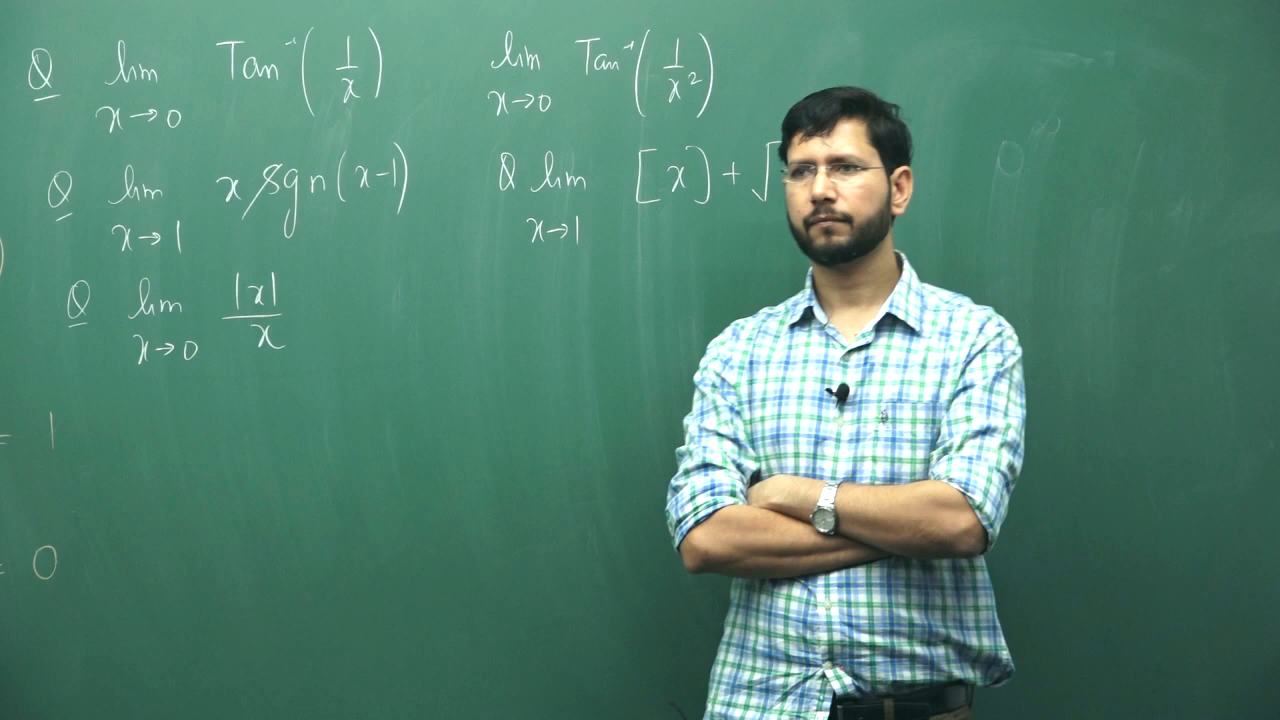 Q lim x→0 Tan⁻¹(1/x) lim x→0 Tan⁻¹(1/x²)
Q lim x→1 x sgn(x-1) Q lim x→1 [x] + √
Q lim x→0 |x|/x
= 1
= 0